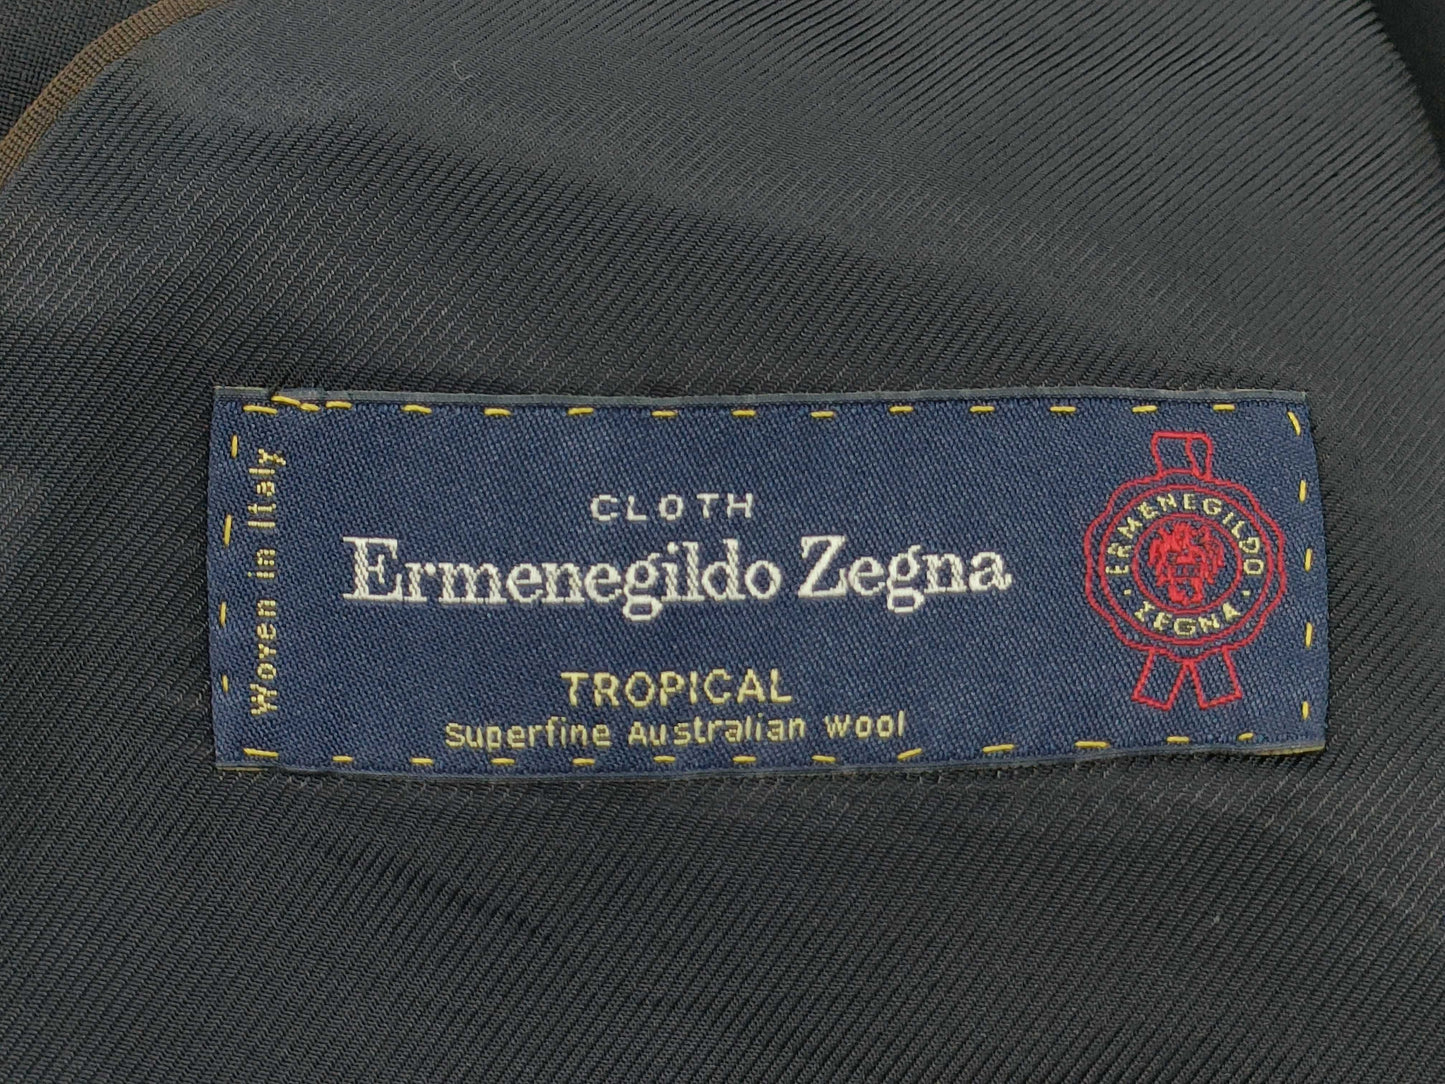 Woven in Italy
CLOTH
Ermenegildo Zegna
TROPICAL
Superfine Australian Wool
ERMENEGILDO
· ZEGNA ·